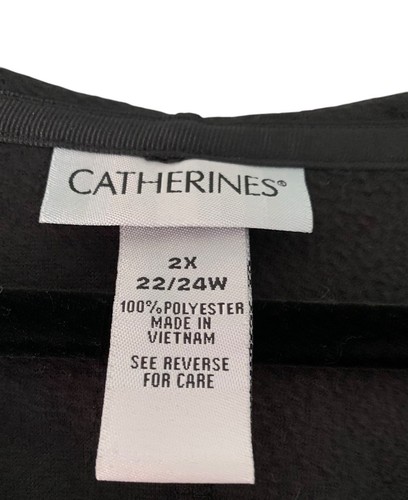 CATHERINES®
2X
22/24W
100% POLYESTER
MADE IN
VIETNAM
SEE REVERSE
FOR CARE